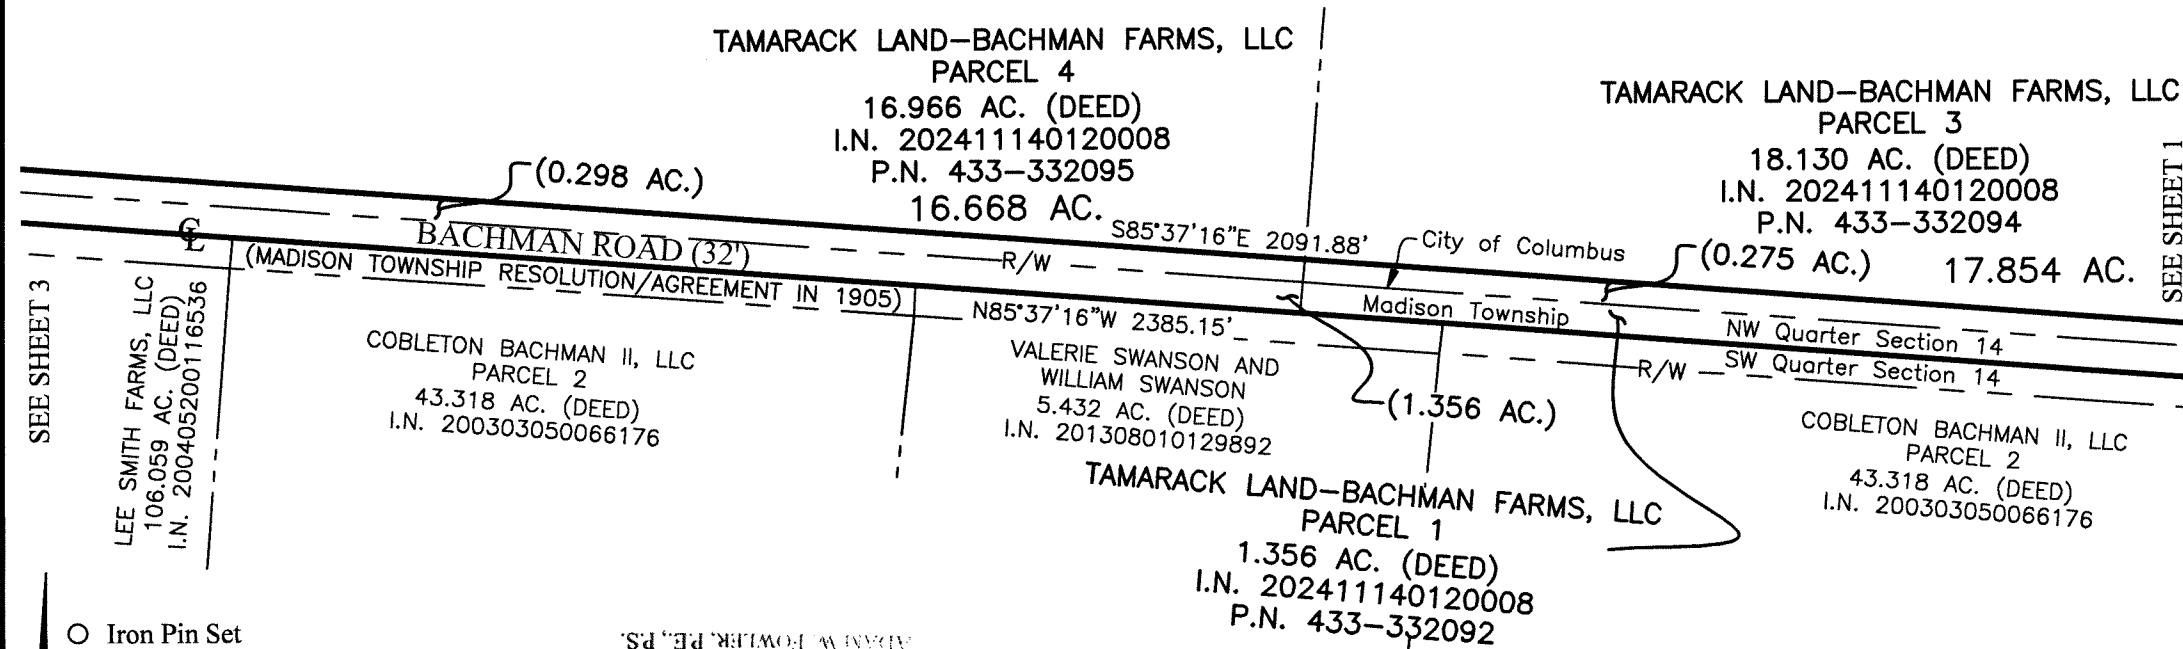 TAMARACK LAND-BACHMAN FARMS, LLC
PARCEL 4
16.966 AC. (DEED)
I.N. 202411140120008
P.N. 433-332095
16.668 AC.
TAMARACK LAND-BACHMAN FARMS, LLC
PARCEL 3
18.130 AC. (DEED)
I.N. 202411140120008
P.N. 433-332094
17.854 AC.
SEE SHEET 1
(0.298 AC.)
S85°37'16"E 2091.88'
City of Columbus
(0.275 AC.)
℄
BACHMAN ROAD (32')
R/W
(MADISON TOWNSHIP RESOLUTION/AGREEMENT IN 1905)
Madison Township
N85°37'16"W 2385.15'
NW Quarter Section 14
SW Quarter Section 14
R/W
SEE SHEET 3
LEE SMITH FARMS, LLC
106.059 AC. (DEED)
I.N. 200405200116536
COBLETON BACHMAN II, LLC
PARCEL 2
43.318 AC. (DEED)
I.N. 200303050066176
VALERIE SWANSON AND
WILLIAM SWANSON
5.432 AC. (DEED)
I.N. 201308010129892
(1.356 AC.)
COBLETON BACHMAN II, LLC
PARCEL 2
43.318 AC. (DEED)
I.N. 200303050066176
TAMARACK LAND-BACHMAN FARMS, LLC
PARCEL 1
1.356 AC. (DEED)
I.N. 202411140120008
P.N. 433-332092
Iron Pin Set
ADAM W. FOWLER, P.E., P.S.